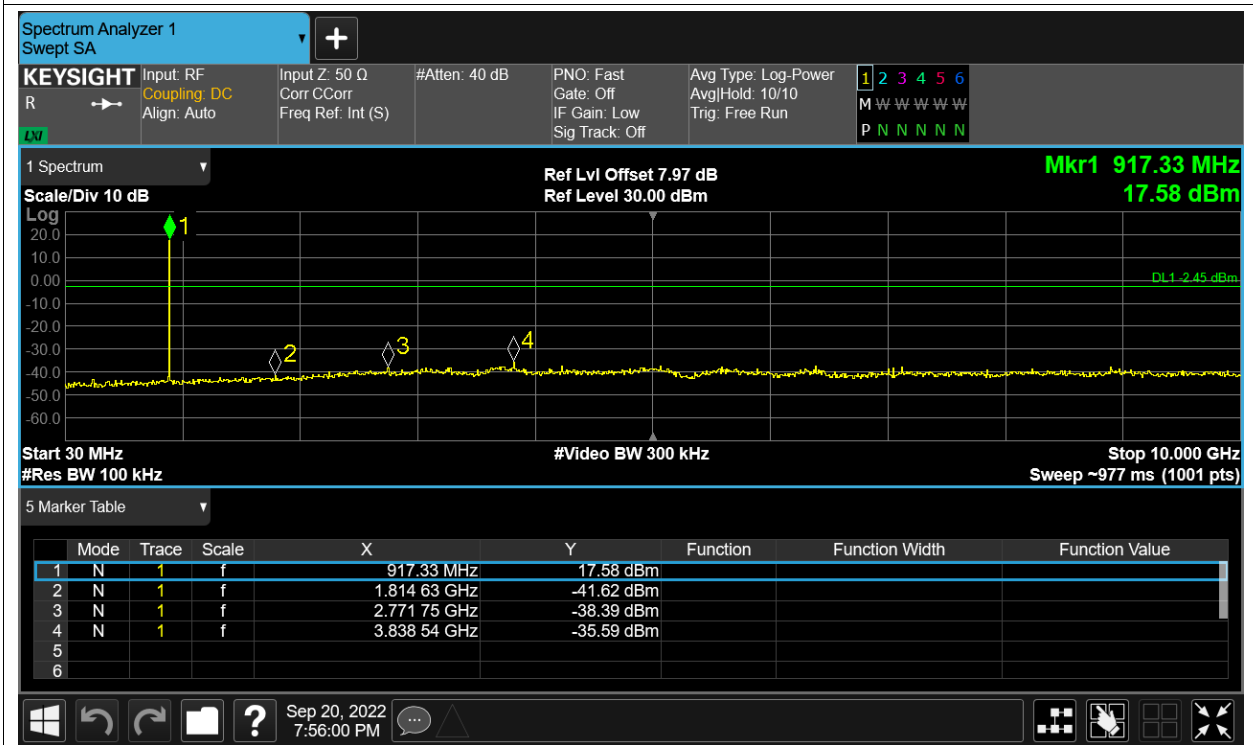 Spectrum Analyzer 1
Swept SA
KEYSIGHT
R
LXI
Input: RF
Coupling: DC
Align: Auto
Input Z: 50 Ω
Corr CCorr
Freq Ref: Int (S)
#Atten: 40 dB
PNO: Fast
Gate: Off
IF Gain: Low
Sig Track: Off
Avg Type: Log-Power
Avg|Hold: 10/10
Trig: Free Run
1 2 3 4 5 6
M W W W W W
P N N N N N
1 Spectrum
Scale/Div 10 dB
Ref Lvl Offset 7.97 dB
Ref Level 30.00 dBm
Mkr1 917.33 MHz
17.58 dBm
Log
20.0
10.0
0.00
-10.0
-20.0
-30.0
-40.0
-50.0
-60.0
1
2
3
4
DL1 -2.45 dBm
Start 30 MHz
#Res BW 100 kHz
#Video BW 300 kHz
Stop 10.000 GHz
Sweep ~977 ms (1001 pts)
5 Marker Table
Mode Trace Scale X Y Function Function Width Function Value
1 N 1 f 917.33 MHz 17.58 dBm
2 N 1 f 1.814 63 GHz -41.62 dBm
3 N 1 f 2.771 75 GHz -38.39 dBm
4 N 1 f 3.838 54 GHz -35.59 dBm
5
6
?
Sep 20, 2022
7:56:00 PM